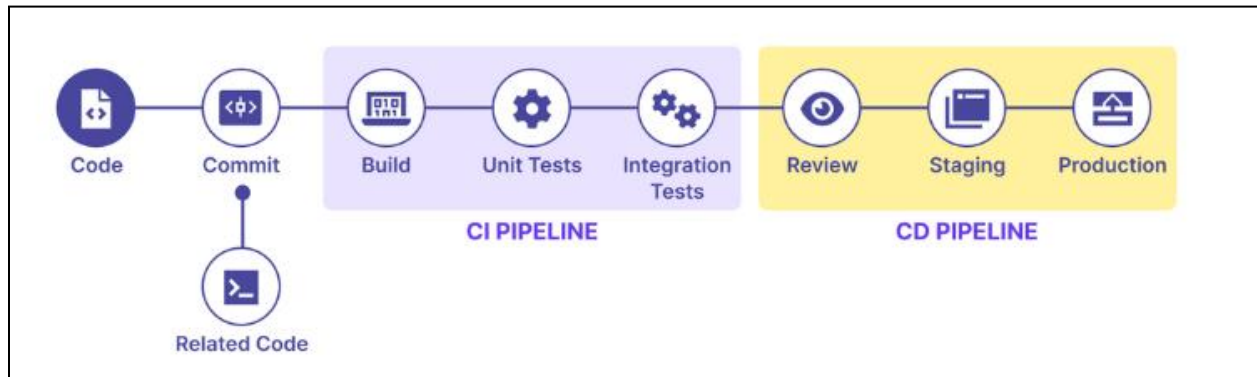 Code
Commit
Build
Unit Tests
Integration
Tests
Review
Staging
Production
CI PIPELINE
CD PIPELINE
Related Code